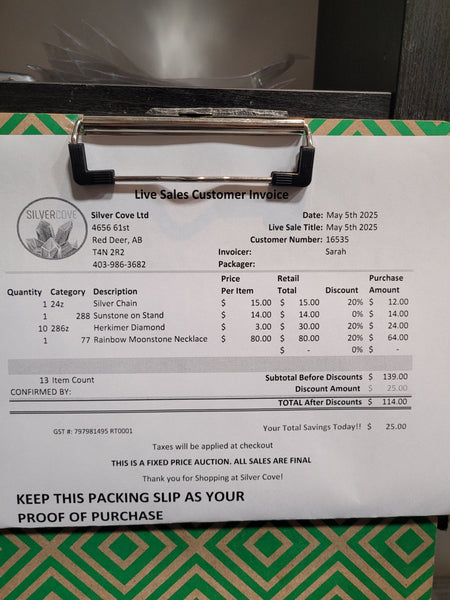 Live Sales Customer Invoice
SILVERCOVE
Silver Cove Ltd
4656 61st
Red Deer, AB
T4N 2R2
403-986-3682
Date: May 5th 2025
Live Sale Title: May 5th 2025
Customer Number: 16535
Invoicer: Sarah
Packager:
Quantity Category Description Price Per Item Retail Total Discount Purchase Amount
1 24z Silver Chain $ 15.00 $ 15.00 20% $ 12.00
1 288 Sunstone on Stand $ 14.00 $ 14.00 0% $ 14.00
10 286z Herkimer Diamond $ 3.00 $ 30.00 20% $ 24.00
1 77 Rainbow Moonstone Necklace $ 80.00 $ 80.00 20% $ 64.00
$ - 0% $ -
13 Item Count
CONFIRMED BY:
Subtotal Before Discounts $ 139.00
Discount Amount $ 25.00
TOTAL After Discounts $ 114.00
GST #: 797981495 RT0001
Your Total Savings Today!! $ 25.00
Taxes will be applied at checkout
THIS IS A FIXED PRICE AUCTION. ALL SALES ARE FINAL
Thank you for Shopping at Silver Cove!
KEEP THIS PACKING SLIP AS YOUR
PROOF OF PURCHASE